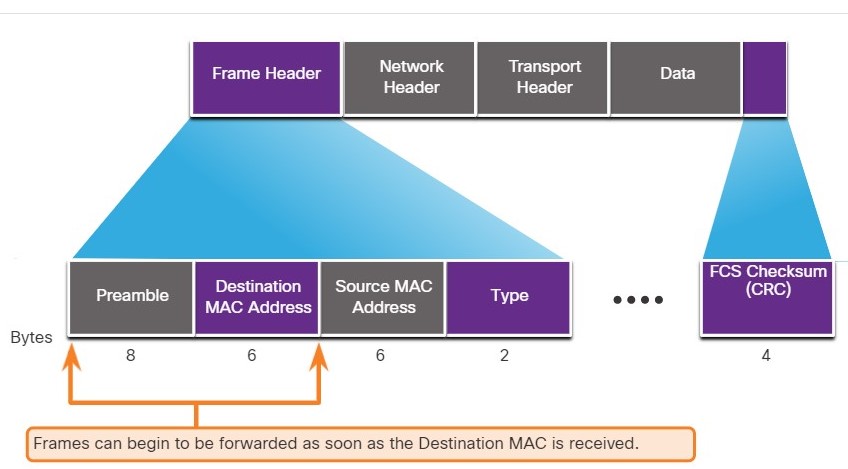 Frame Header
Network
Header
Transport
Header
Data
Preamble
Destination
MAC Address
Source MAC
Address
Type
FCS Checksum
(CRC)
Bytes
8
6
6
2
4
Frames can begin to be forwarded as soon as the Destination MAC is received.